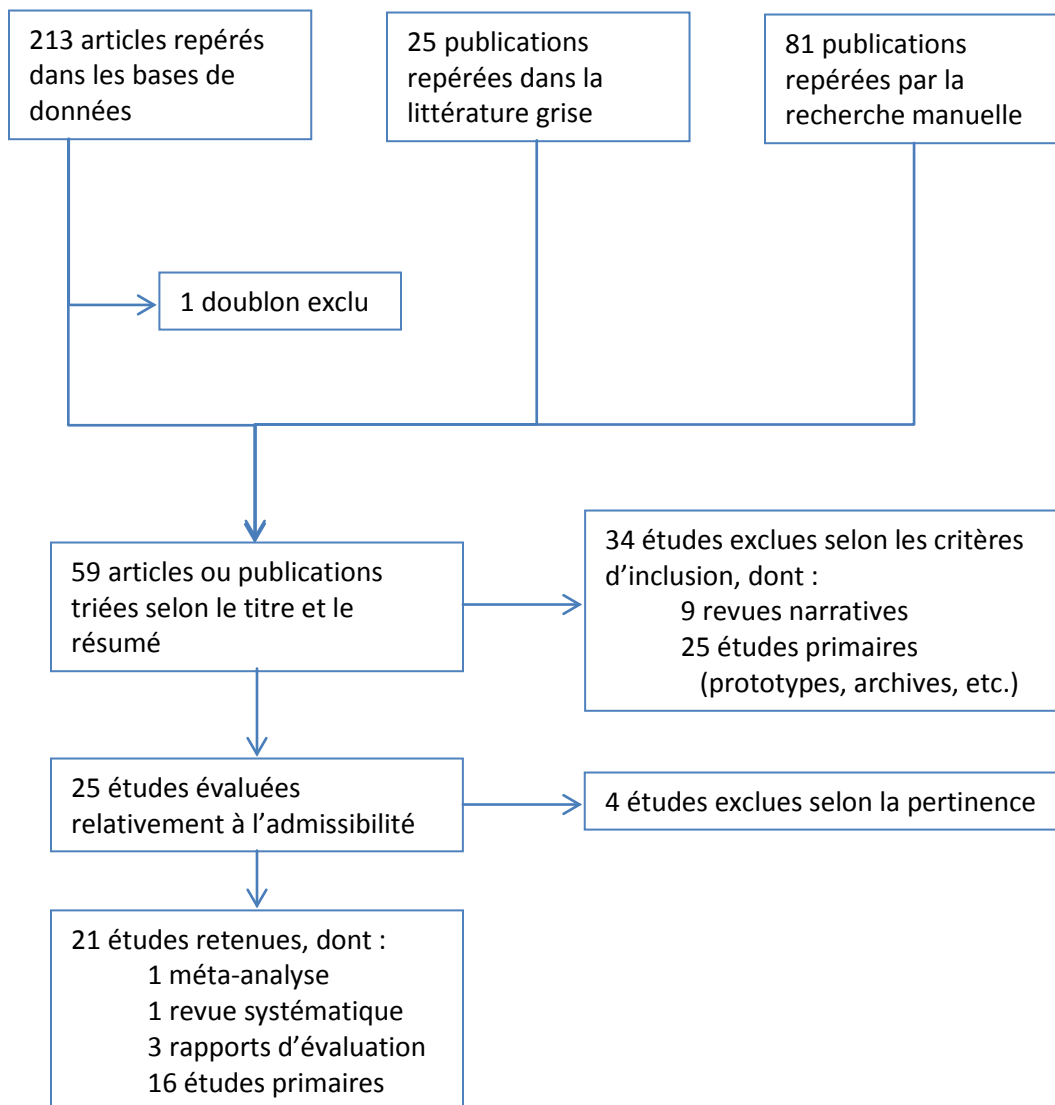 213 articles repérés
dans les bases de
données
25 publications
repérées dans la
littérature grise
81 publications
repérées par la
recherche manuelle
1 doublon exclu
59 articles ou publications
triées selon le titre et le
résumé
34 études exclues selon les critères
d’inclusion, dont :
9 revues narratives
25 études primaires
(prototypes, archives, etc.)
25 études évaluées
relativement à l’admissibilité
4 études exclues selon la pertinence
21 études retenues, dont :
1 méta-analyse
1 revue systématique
3 rapports d’évaluation
16 études primaires